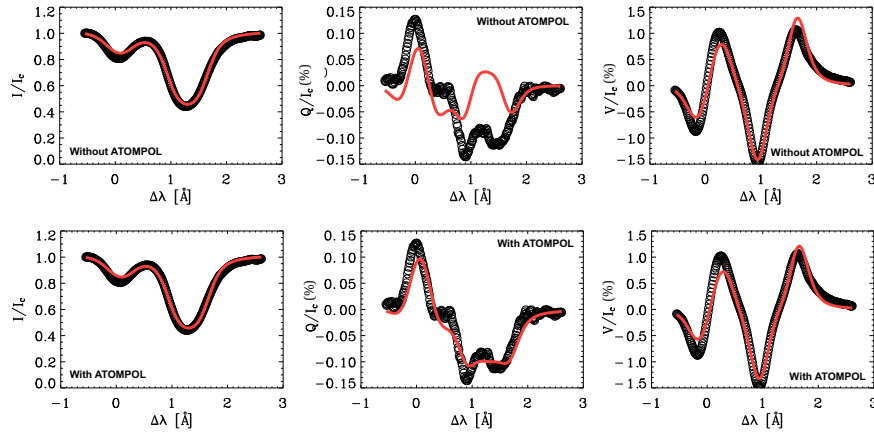 1.2
1.0
0.8
0.6
0.4
0.2
0.0
I/Ic
Without ATOMPOL
−1 0 1 2 3
Δλ [Å]
0.15
0.10
0.05
0.00
−0.05
−0.10
−0.15
Q/Ic (%)
Without ATOMPOL
−1 0 1 2 3
Δλ [Å]
1.5
1.0
0.5
0.0
−0.5
−1.0
−1.5
V/Ic (%)
Without ATOMPOL
−1 0 1 2 3
Δλ [Å]
1.2
1.0
0.8
0.6
0.4
0.2
0.0
I/Ic
With ATOMPOL
−1 0 1 2 3
Δλ [Å]
0.15
0.10
0.05
0.00
−0.05
−0.10
−0.15
Q/Ic (%)
With ATOMPOL
−1 0 1 2 3
Δλ [Å]
1.5
1.0
0.5
0.0
−0.5
−1.0
−1.5
V/Ic (%)
With ATOMPOL
−1 0 1 2 3
Δλ [Å]